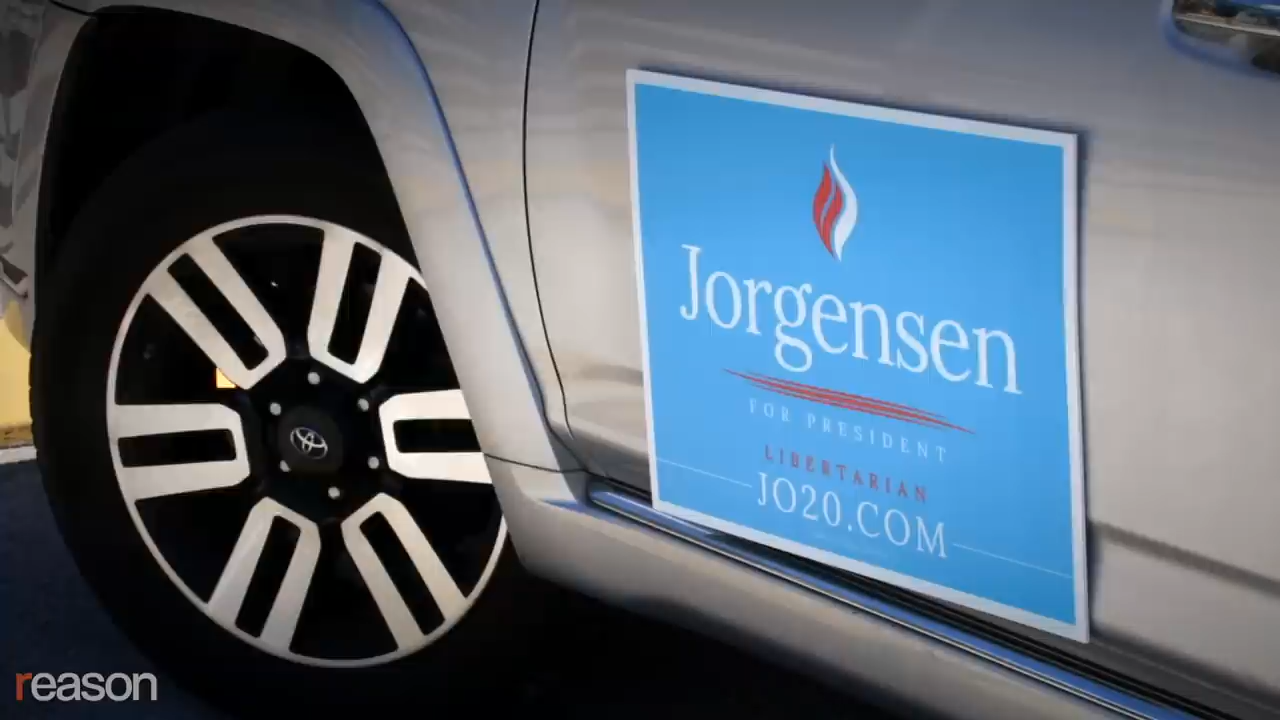 Jorgensen
FOR PRESIDENT
LIBERTARIAN
JO20.COM
reason